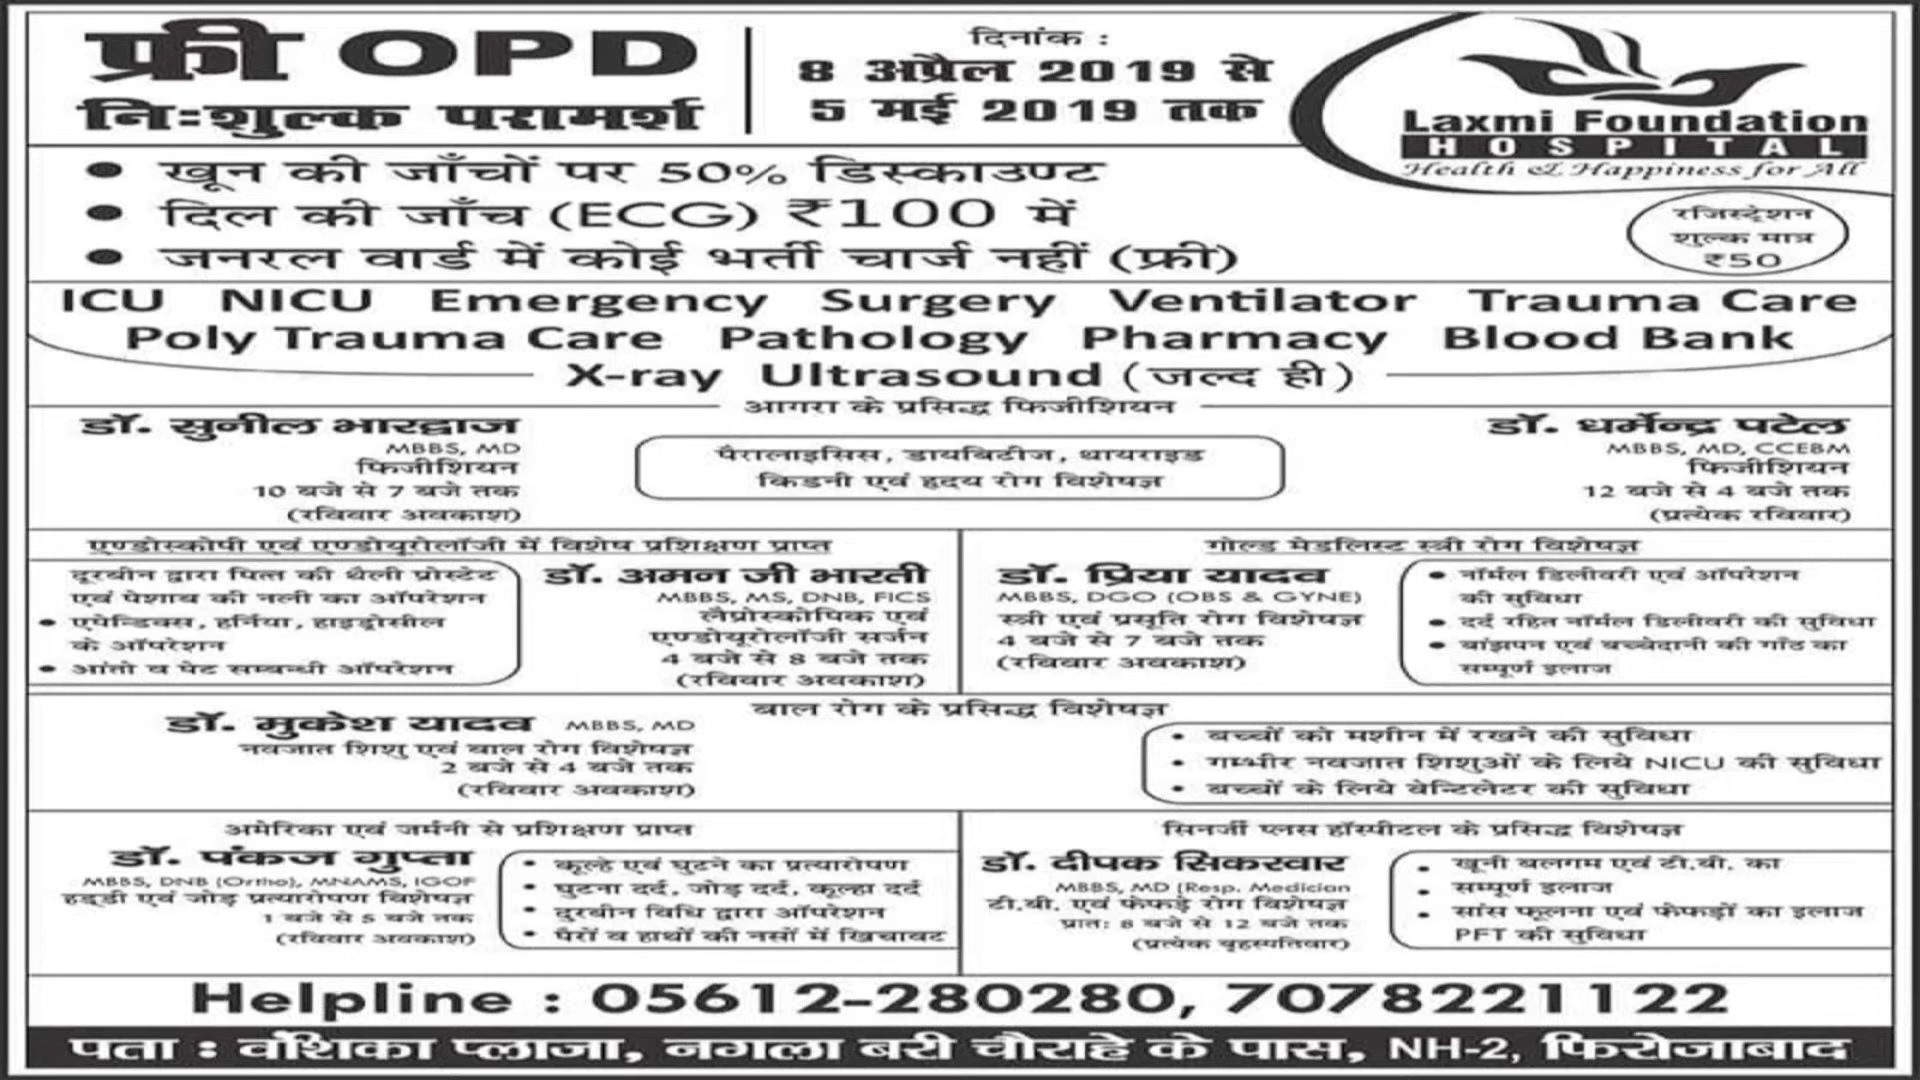 फ्री OPD
निःशुल्क परामर्श
दिनांक :
8 अप्रैल 2019 से
5 मई 2019 तक
Laxmi Foundation
HOSPITAL
Health & Happiness for All
• खून की जाँचों पर 50% डिस्काउण्ट
• दिल की जाँच (ECG) ₹100 में
• जनरल वार्ड में कोई भर्ती चार्ज नहीं (फ्री)
रजिस्ट्रेशन
शुल्क मात्र
₹50
ICU NICU Emergency Surgery Ventilator Trauma Care
Poly Trauma Care Pathology Pharmacy Blood Bank
X-ray Ultrasound (जल्द ही)
आगरा के प्रसिद्ध फिजीशियन
डॉ. सुनील भारद्वाज
MBBS, MD
फिजीशियन
10 बजे से 7 बजे तक
(रविवार अवकाश)
पैरालाइसिस, डायबिटीज, थायराइड
किडनी एवं हृदय रोग विशेषज्ञ
डॉ. धर्मेन्द्र पटेल
MBBS, MD, CCEBM
फिजीशियन
12 बजे से 4 बजे तक
(प्रत्येक रविवार)
एण्डोस्कोपी एवं एण्डोयूरोलॉजी में विशेष प्रशिक्षण प्राप्त
दूरबीन द्वारा पित्त की थैली प्रोस्टेट
एवं पेशाब की नली का ऑपरेशन
• एपेन्डिक्स, हर्निया, हाइड्रोसील
के ऑपरेशन
• आंतो व पेट सम्बन्धी ऑपरेशन
डॉ. अमन जी भारती
MBBS, MS, DNB, FICS
लैप्रोस्कोपिक एवं
एण्डोयूरोलॉजी सर्जन
4 बजे से 8 बजे तक
(रविवार अवकाश)
गोल्ड मेडलिस्ट स्त्री रोग विशेषज्ञ
डॉ. प्रिया यादव
MBBS, DGO (OBS & GYNE)
स्त्री एवं प्रसूति रोग विशेषज्ञ
4 बजे से 7 बजे तक
(रविवार अवकाश)
• नॉर्मल डिलीवरी एवं ऑपरेशन
की सुविधा
• दर्द रहित नॉर्मल डिलीवरी की सुविधा
• बांझपन एवं बच्चेदानी की गाँठ का
सम्पूर्ण इलाज
बाल रोग के प्रसिद्ध विशेषज्ञ
डॉ. मुकेश यादव MBBS, MD
नवजात शिशु एवं बाल रोग विशेषज्ञ
2 बजे से 4 बजे तक
(रविवार अवकाश)
• बच्चों को मशीन में रखने की सुविधा
• गम्भीर नवजात शिशुओं के लिये NICU की सुविधा
• बच्चों के लिये वेन्टिलेटर की सुविधा
अमेरिका एवं जर्मनी से प्रशिक्षण प्राप्त
डॉ. पंकज गुप्ता
MBBS, DNB (Ortho), MNAMS, IGOF
हड्डी एवं जोड़ प्रत्यारोपण विशेषज्ञ
1 बजे से 5 बजे तक
(रविवार अवकाश)
• कूल्हे एवं घुटने का प्रत्यारोपण
• घुटना दर्द, जोड़ दर्द, कूल्हा दर्द
• दुरबीन विधि द्वारा ऑपरेशन
• पैरों व हाथों की नसों में खिचावट
सिनर्जी प्लस हॉस्पीटल के प्रसिद्ध विशेषज्ञ
डॉ. दीपक सिकरवार
MBBS, MD (Resp. Medician
टी.वी. एवं फेफड़े रोग विशेषज्ञ
प्रातः 8 बजे से 12 बजे तक
(प्रत्येक बृहस्पतिवार)
• खूनी बलगम एवं टी.वी. का
• सम्पूर्ण इलाज
• सांस फूलना एवं फेफड़ों का इलाज
PFT की सुविधा
Helpline : 05612-280280, 7078221122
पता : वंशिका प्लाजा, नगला बरी चौराहे के पास, NH-2, फिरोजाबाद